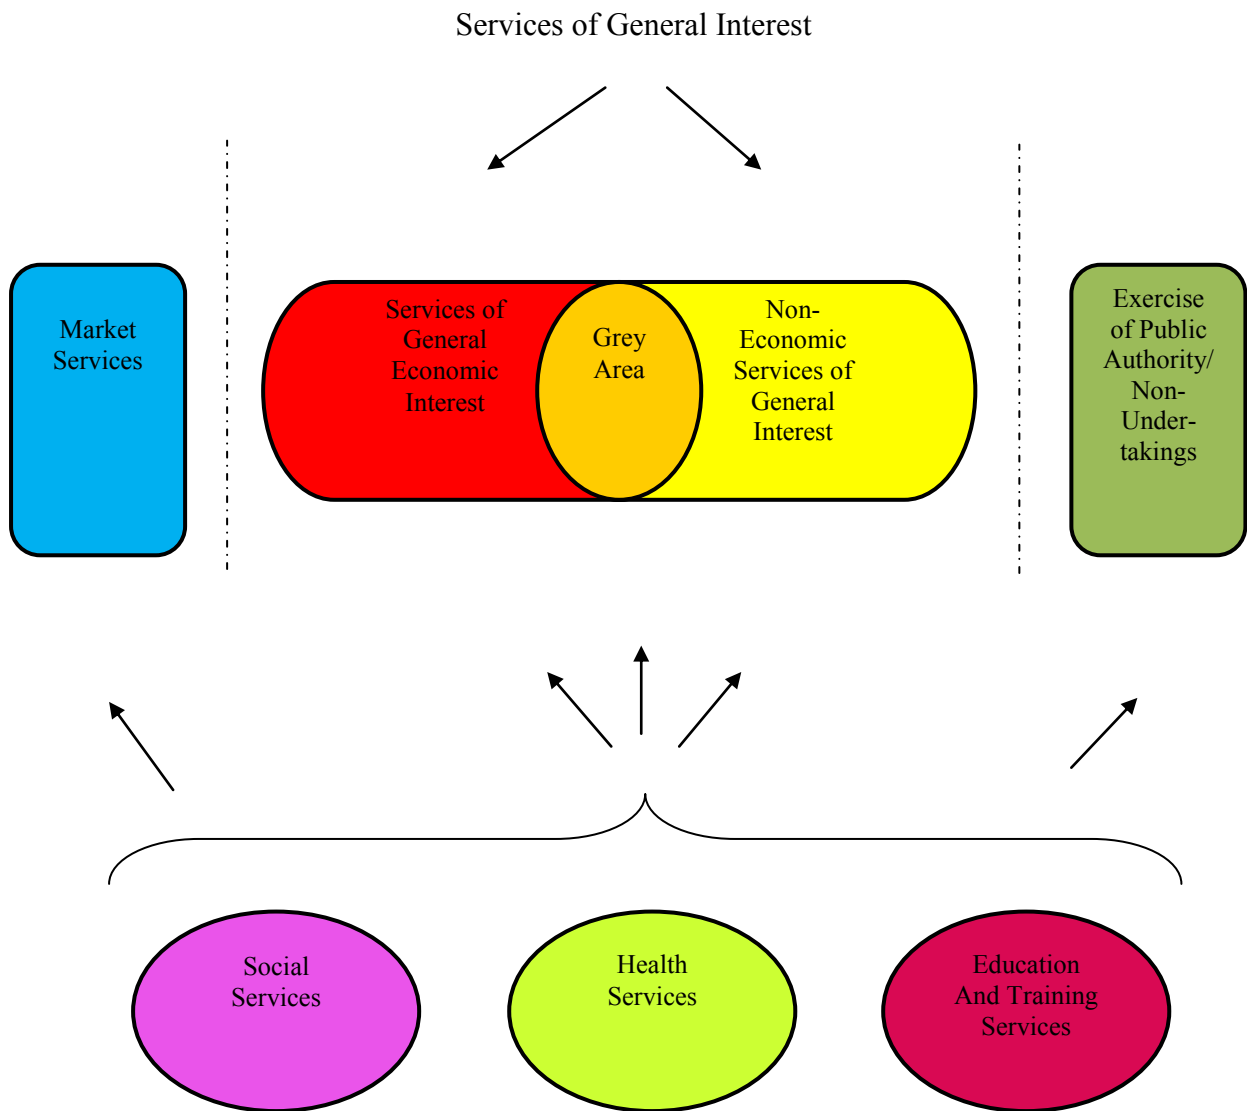 Services of General Interest
Market
Services
Services of
General
Economic
Interest
Grey
Area
Non-
Economic
Services of
General
Interest
Exercise
of Public
Authority/
Non-
Under-
takings
Social
Services
Health
Services
Education
And Training
Services